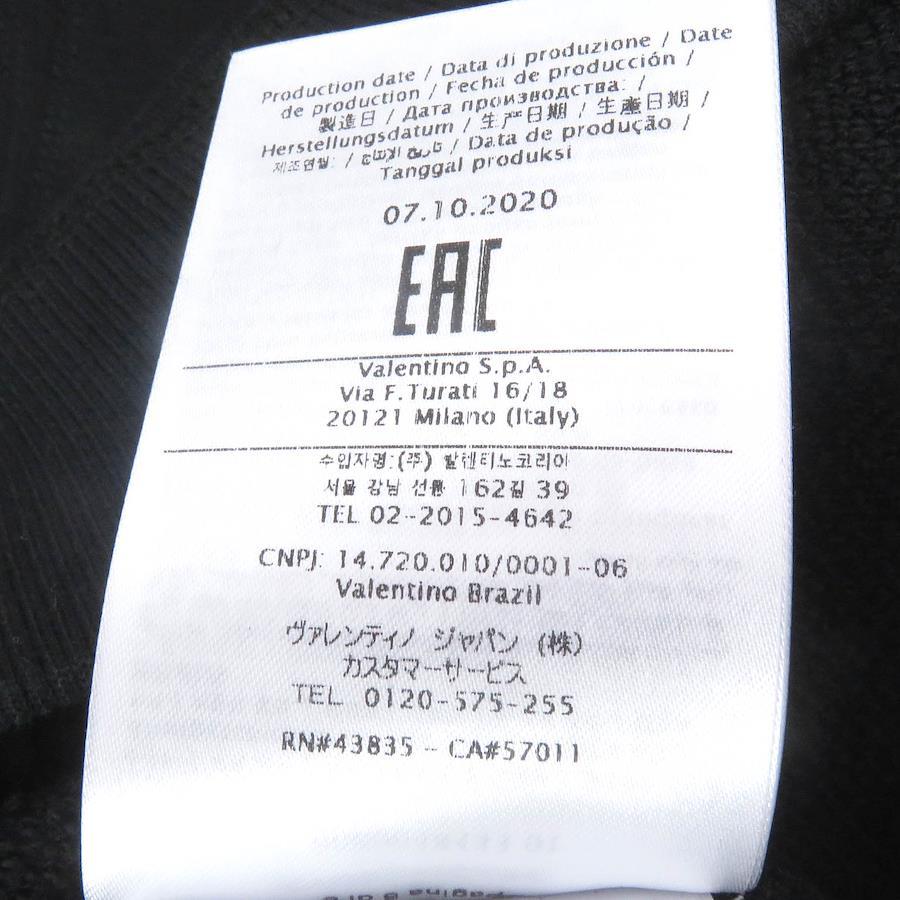 Production date / Data di produzione / Date
de production / Fecha de producción /
製造日 / Дата производства: /
Herstellungsdatum / 生产日期 / 生産日期 /
제조연월: / تاريخ الإنتاج / Data de produção /
Tanggal produksi
07.10.2020
EAC
Valentino S.p.A.
Via F.Turati 16/18
20121 Milano (Italy)
수입자명:(주) 발렌티노코리아
서울 강남 선릉 162길 39
TEL 02-2015-4642
CNPJ: 14.720.010/0001-06
Valentino Brazil
ヴァレンティノ ジャパン (株)
カスタマーサービス
TEL 0120-575-255
RN#43835 - CA#57011